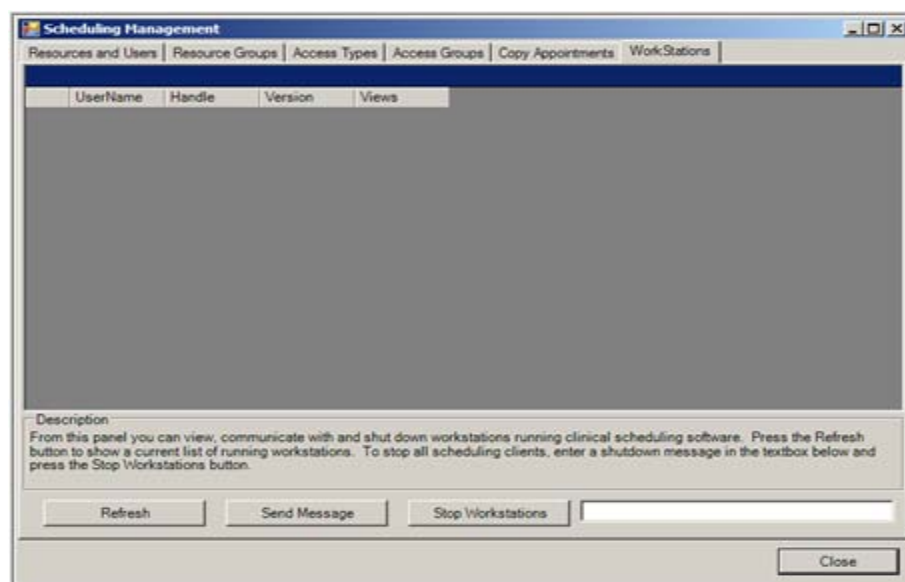 Scheduling Management
Resources and Users Resource Groups Access Types Access Groups Copy Appointments WorkStations
UserName Handle Version Views
Description
From this panel you can view, communicate with and shut down workstations running clinical scheduling software. Press the Refresh
button to show a current list of running workstations. To stop all scheduling clients, enter a shutdown message in the textbox below and
press the Stop Workstations button.
Refresh Send Message Stop Workstations
Close